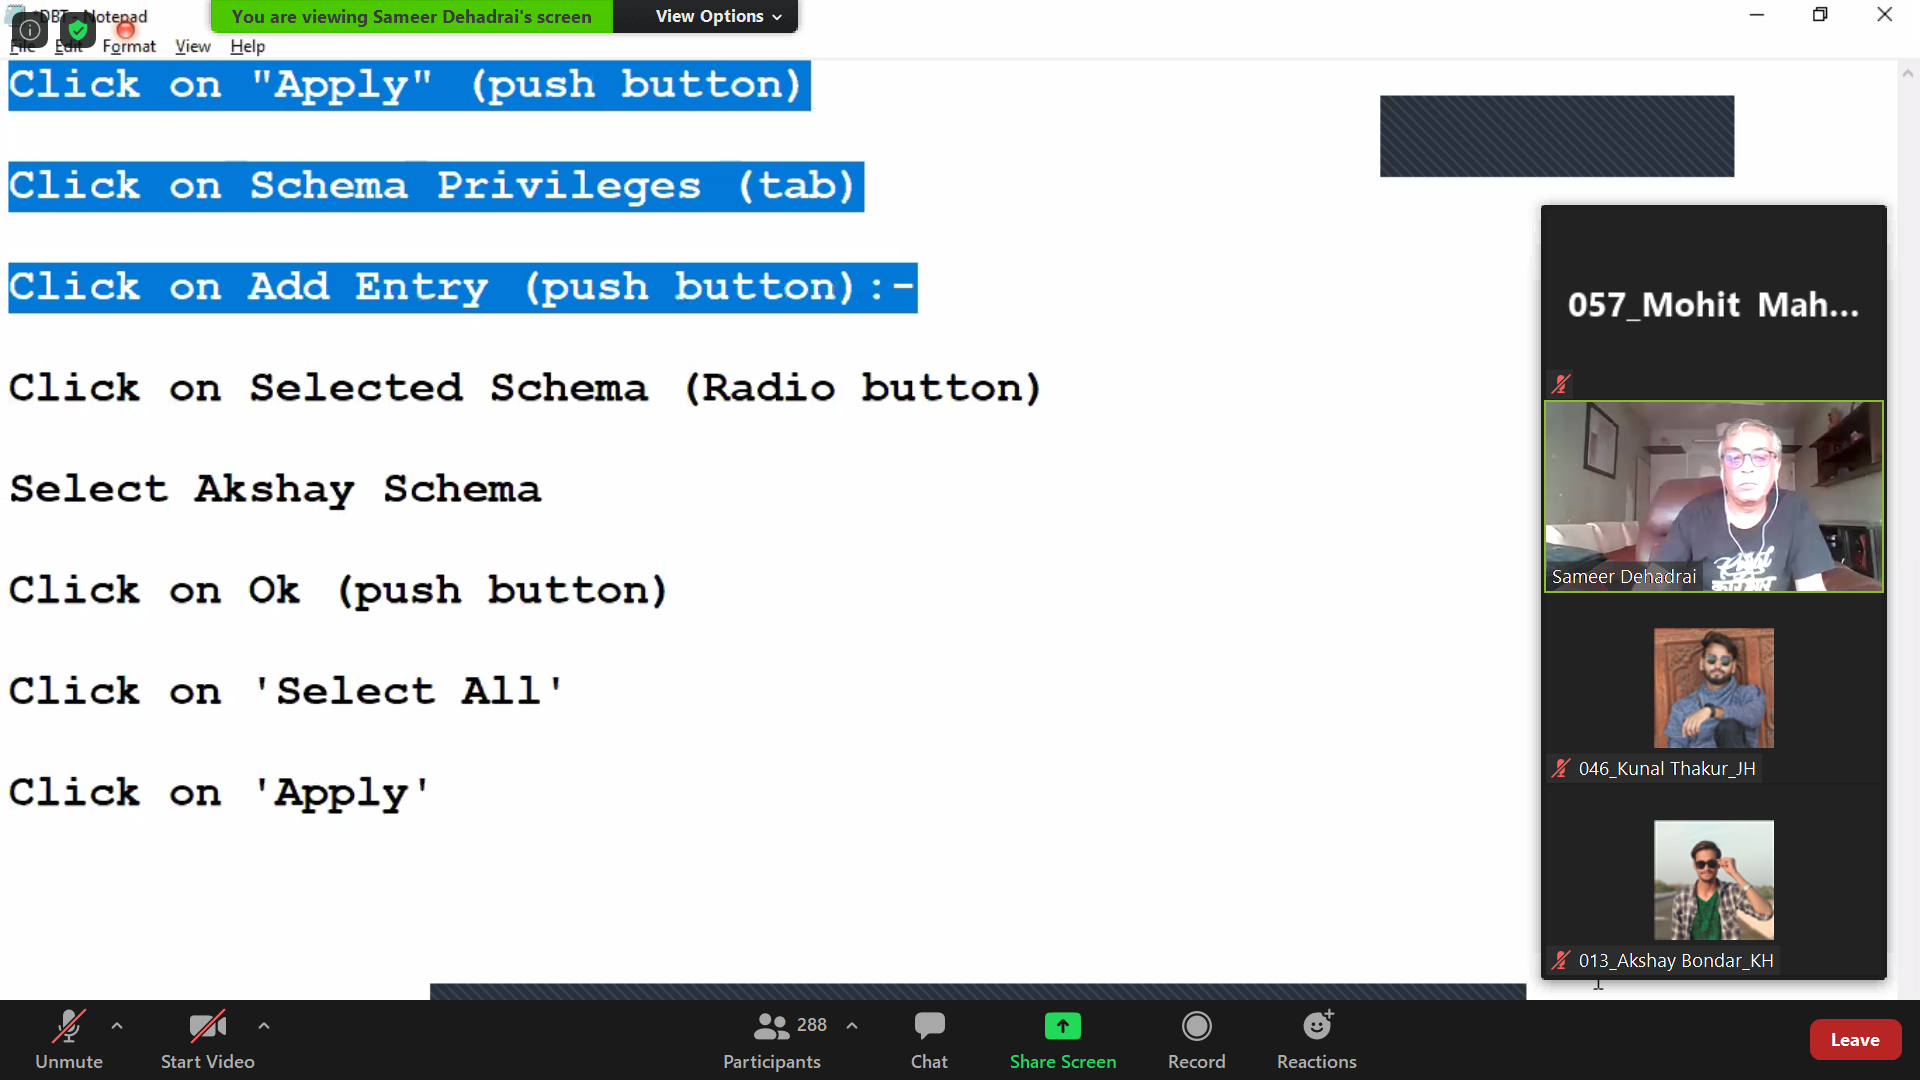 *DBT - Notepad
You are viewing Sameer Dehadrai's screen
View Options
File Edit Format View Help
Click on "Apply" (push button)
Click on Schema Privileges (tab)
Click on Add Entry (push button):-
Click on Selected Schema (Radio button)
Select Akshay Schema
Click on Ok (push button)
Click on 'Select All'
Click on 'Apply'
057_Mohit Mah...
Sameer Dehadrai
046_Kunal Thakur_JH
013_Akshay Bondar_KH
Unmute
Start Video
288
Participants
Chat
Share Screen
Record
Reactions
Leave